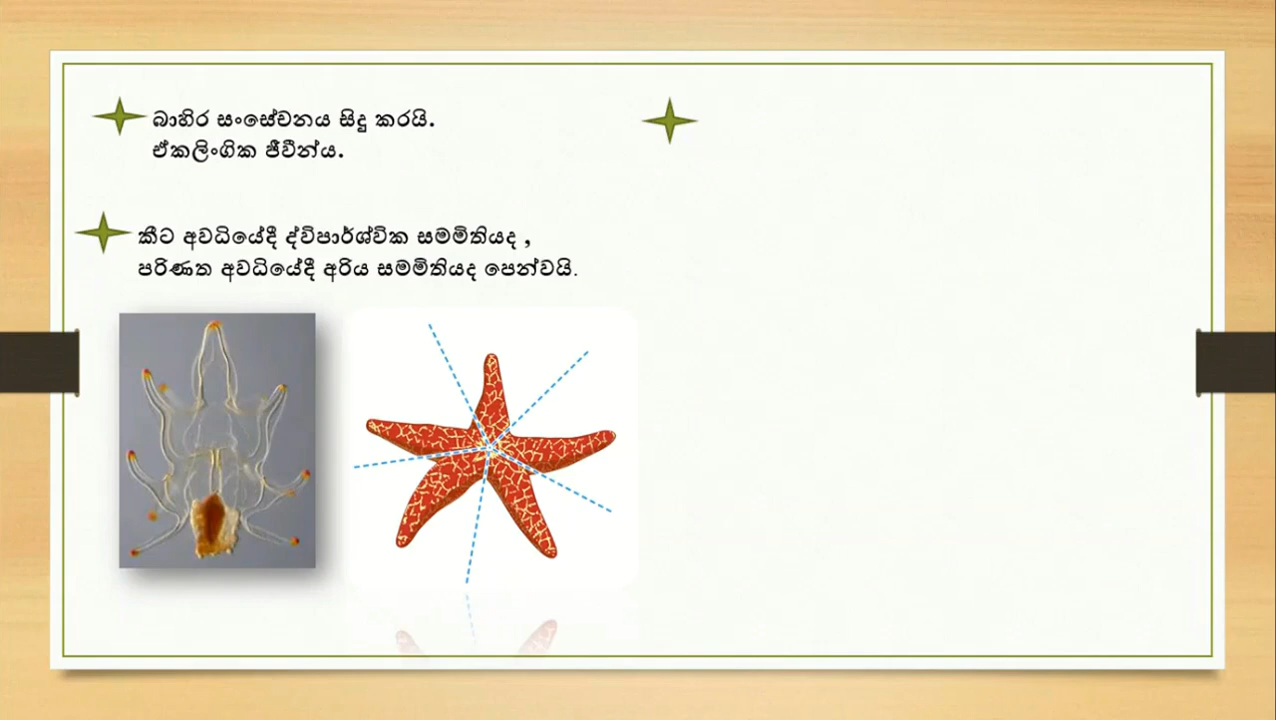 බාහිර සංසේචනය සිදු කරයි.
ඒකලිංගික ජීවීන්ය.
කීට අවධියේදී ද්විපාර්ශ්වික සමමිතියද ,
පරිණත අවධියේදී අරිය සමමිතියද පෙන්වයි.